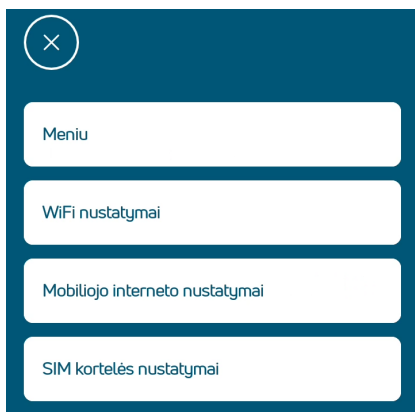 Meniu
WiFi nustatymai
Mobiliojo interneto nustatymai
SIM kortelės nustatymai